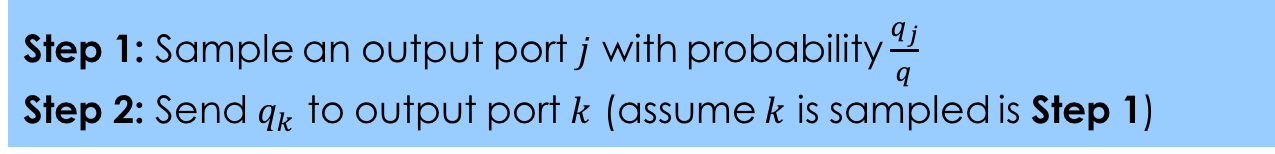 Step 1: Sample an output port j with probability q_j/q
Step 2: Send q_k to output port k (assume k is sampled is Step 1)